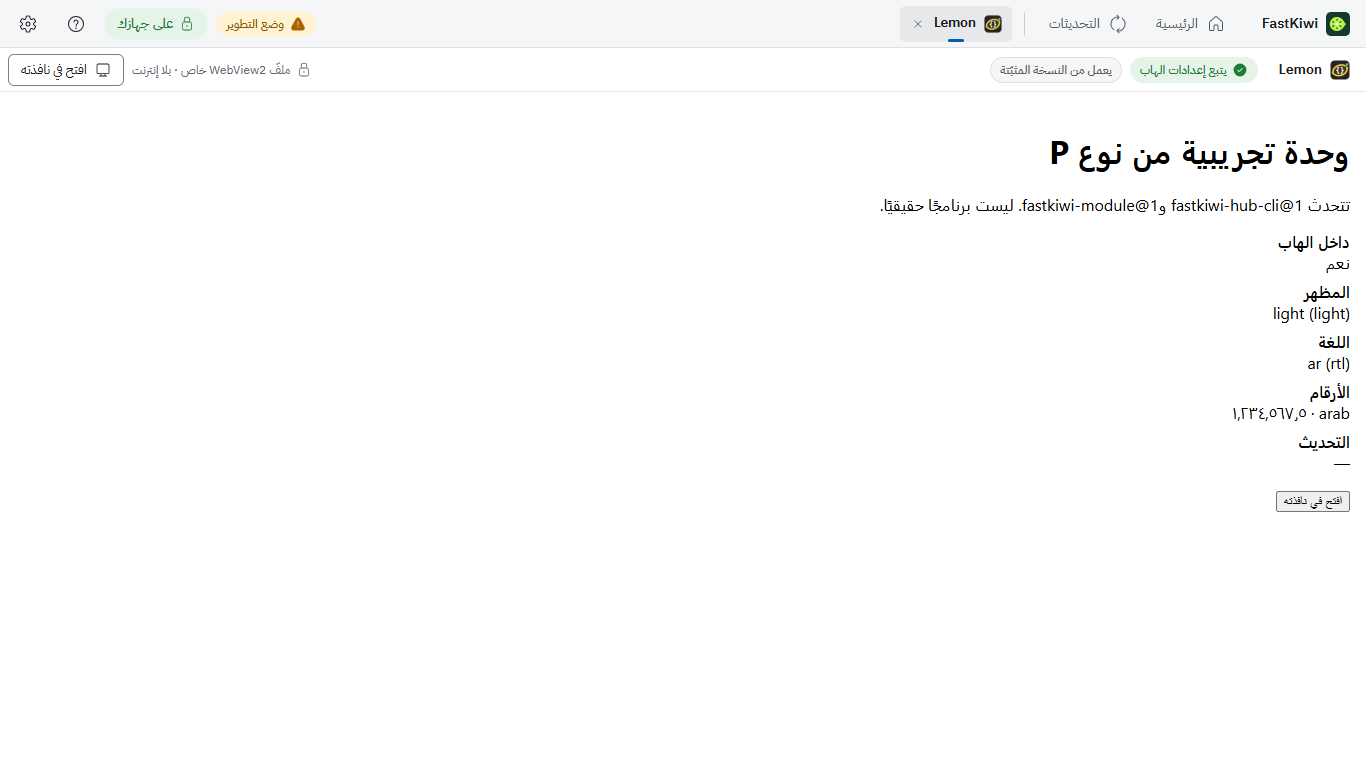 FastKiwi
الرئيسية
التحديثات
Lemon
وضع التطوير
على جهازك
Lemon
يتبع إعدادات الهاب
يعمل من النسخة المثبّتة
ملفّ WebView2 خاص · بلا إنترنت
افتح في نافذته
وحدة تجريبية من نوع P
تتحدث fastkiwi-hub-cli@1 وfastkiwi-module@1. ليست برنامجًا حقيقيًا.
داخل الهاب
نعم
المظهر
light (light)
اللغة
ar (rtl)
الأرقام
١٬٢٣٤٬٥٦٧٫٥ · arab
التحديث
—
افتح في نافذته